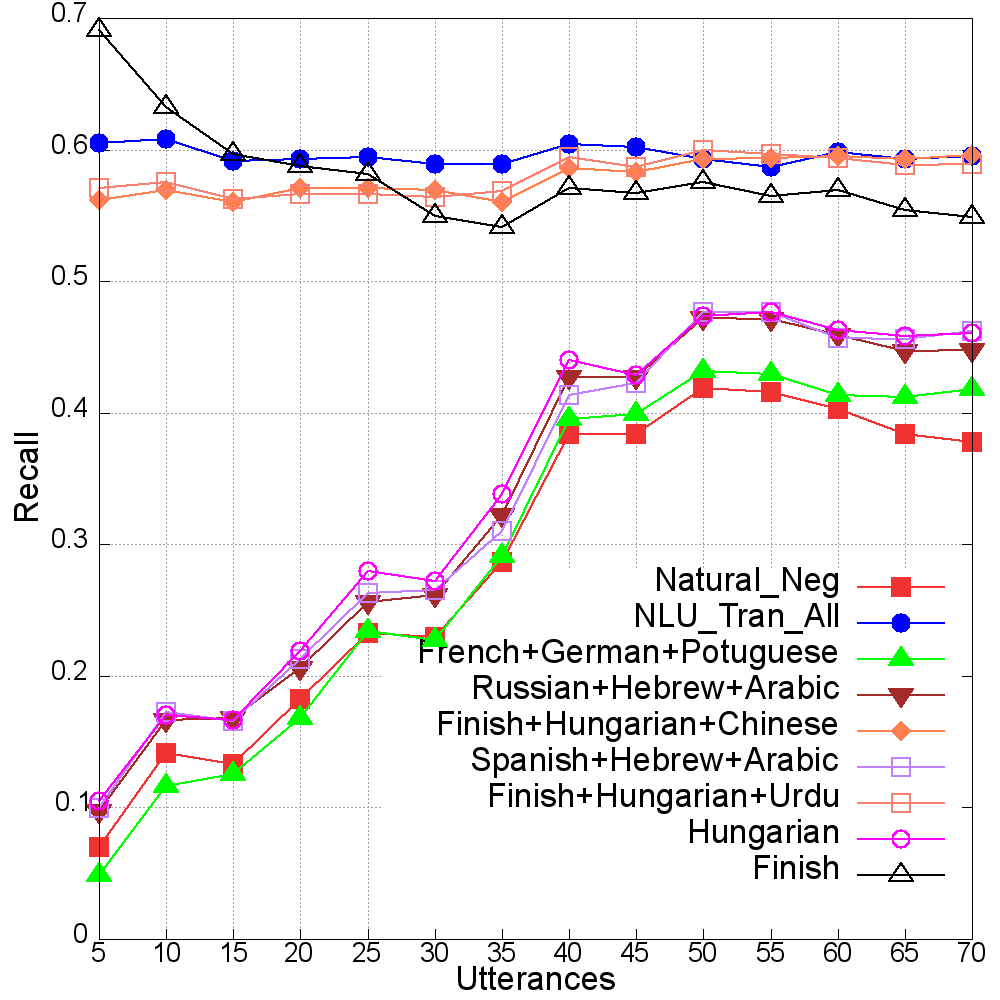 0.7
0.6
0.5
0.4
0.3
0.2
0.1
0
Recall
Natural_Neg
NLU_Tran_All
French+German+Potuguese
Russian+Hebrew+Arabic
Finish+Hungarian+Chinese
Spanish+Hebrew+Arabic
Finish+Hungarian+Urdu
Hungarian
Finish
5 10 15 20 25 30 35 40 45 50 55 60 65 70
Utterances